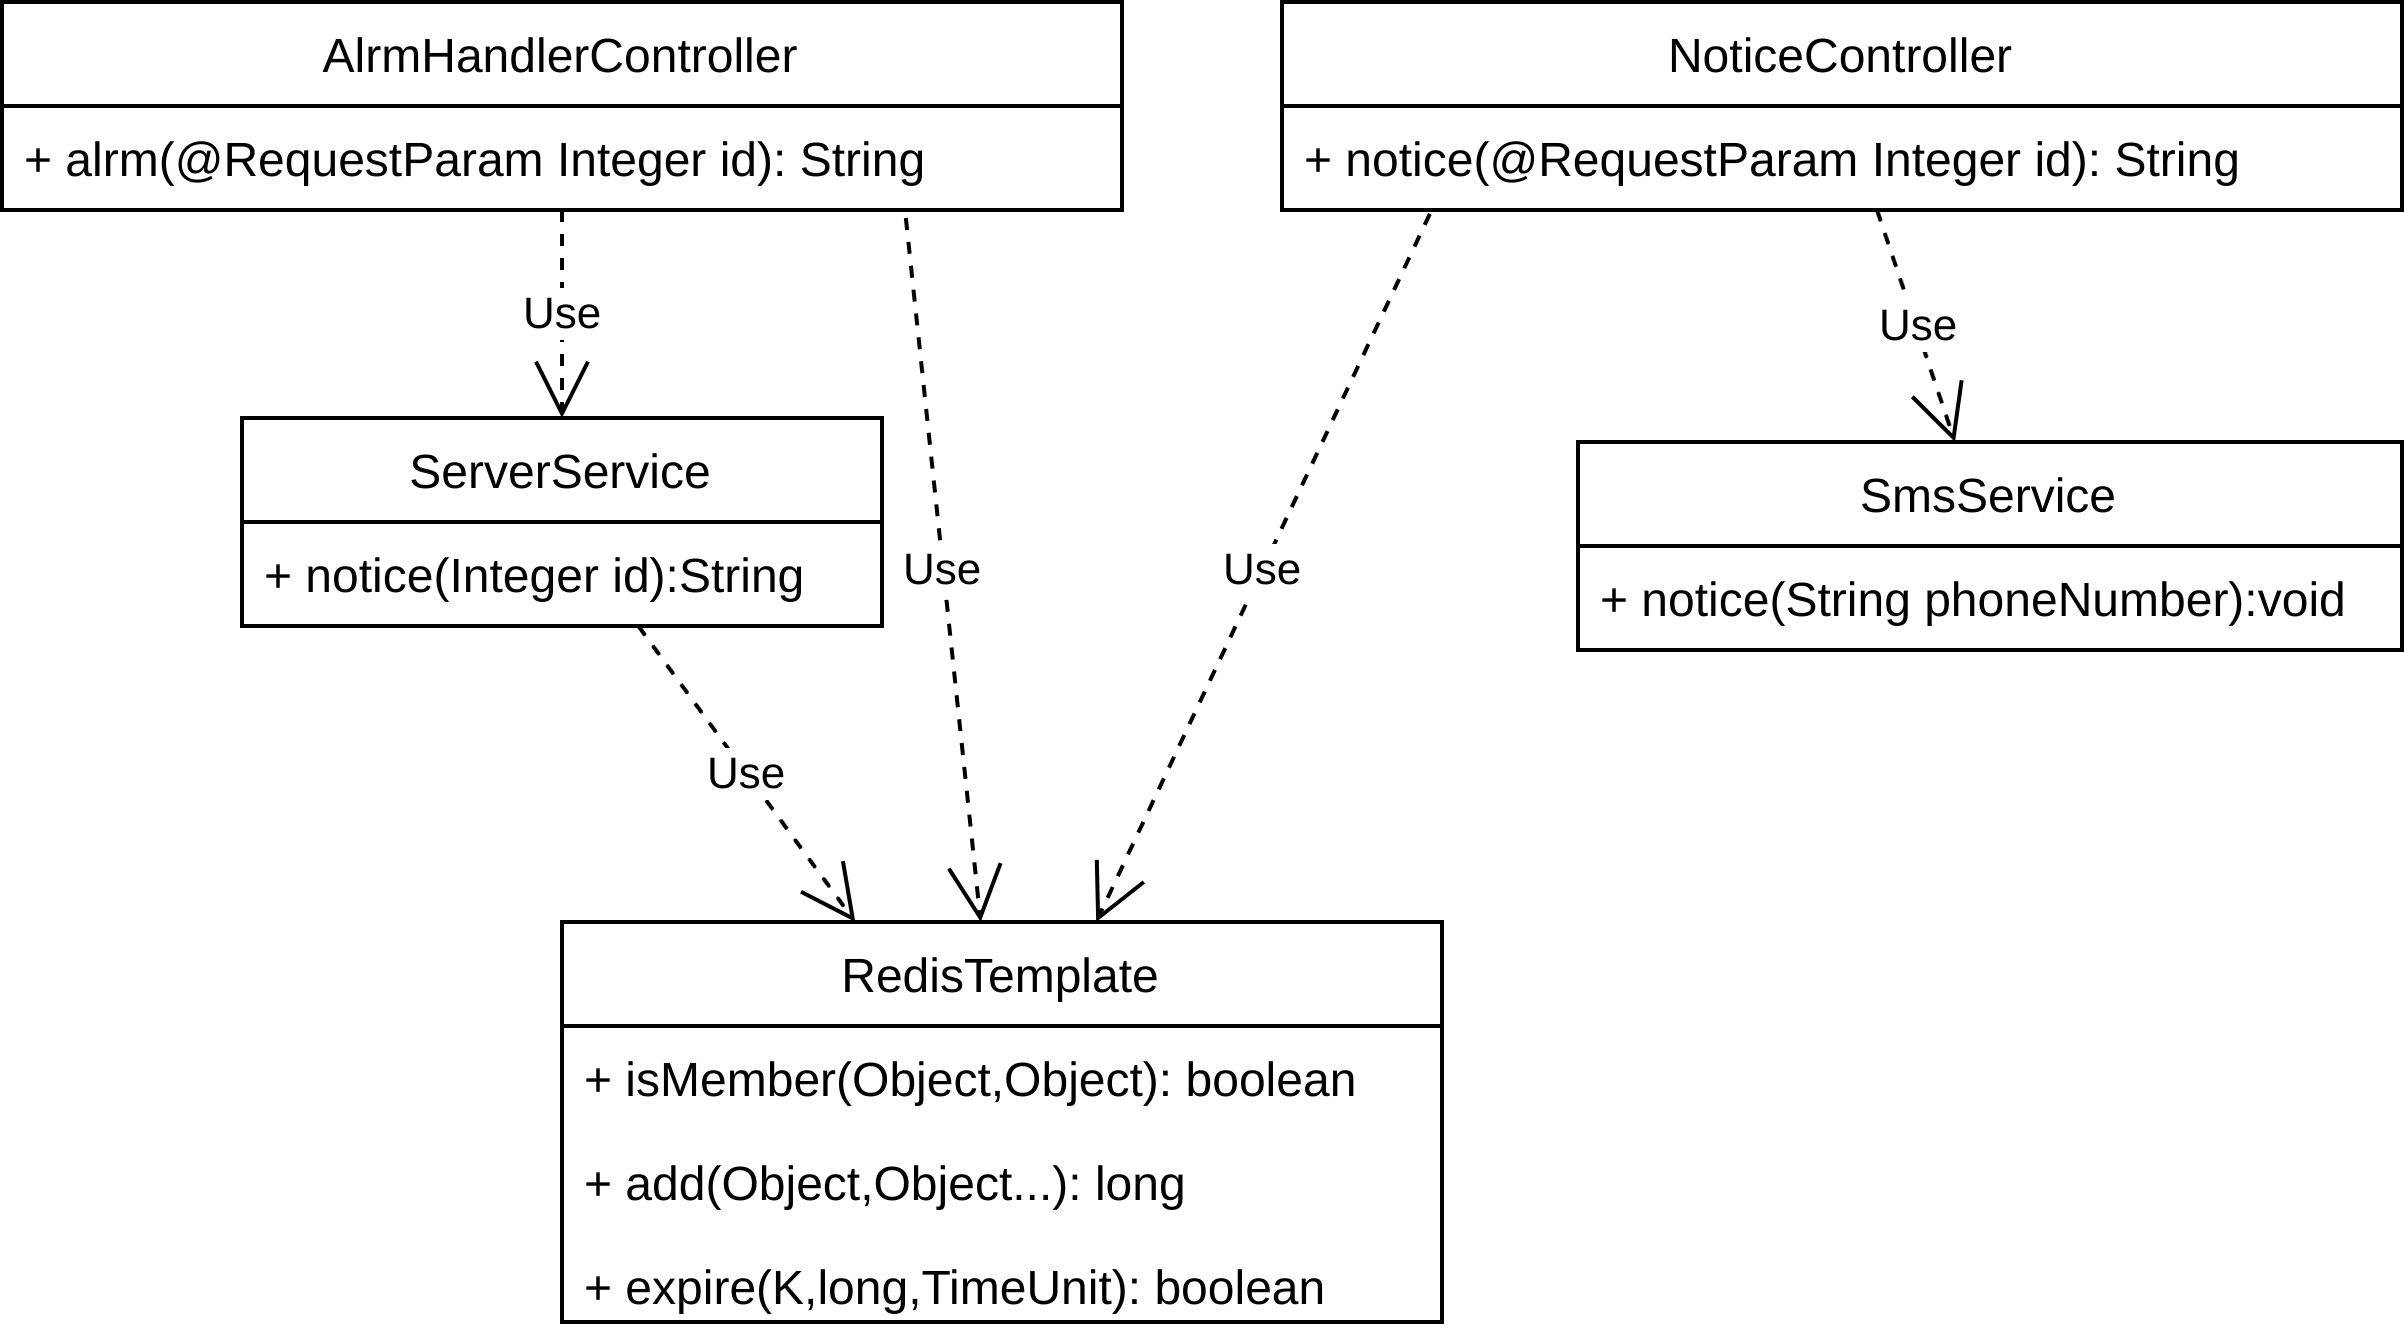 AlrmHandlerController
+ alrm(@RequestParam Integer id): String
NoticeController
+ notice(@RequestParam Integer id): String
Use
Use
ServerService
+ notice(Integer id):String
SmsService
+ notice(String phoneNumber):void
Use
Use
Use
RedisTemplate
+ isMember(Object,Object): boolean
+ add(Object,Object...): long
+ expire(K,long,TimeUnit): boolean